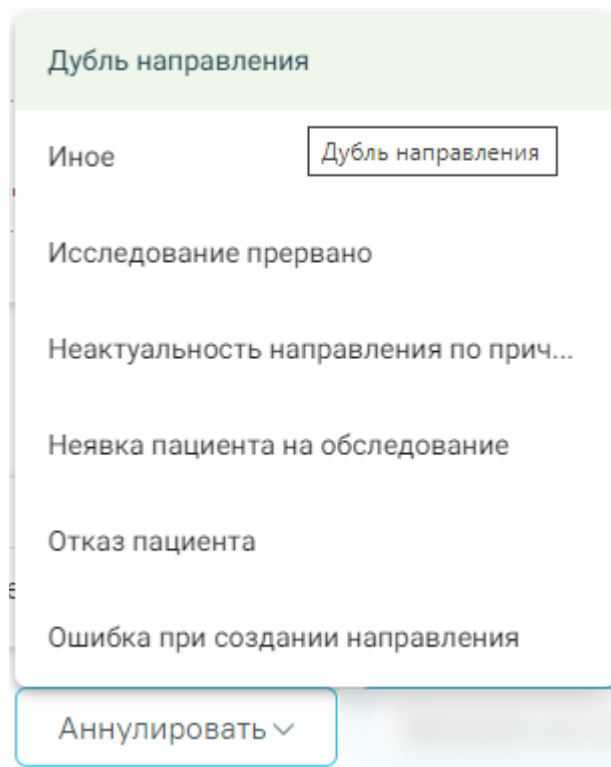 Дубль направления
Иное
Дубль направления
Исследование прервано
Неактуальность направления по прич...
Неявка пациента на обследование
Отказ пациента
Ошибка при создании направления
Аннулировать